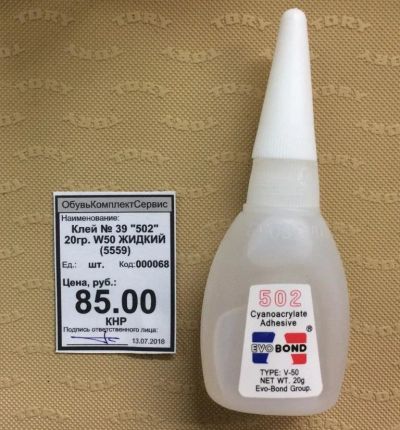 TORY
ОбувьКомплектСервис
Наименование:
Клей № 39 "502"
20гр. W50 ЖИДКИЙ
(5559)
Ед.: шт. Код:000068
Цена, руб.:
85.00
КНР
Подпись ответственного лица:
13.07.2018
502
Cyanoacrylate
Adhesive
EVO BOND
®
TYPE: V-50
NET WT. 20g
Evo-Bond Group.